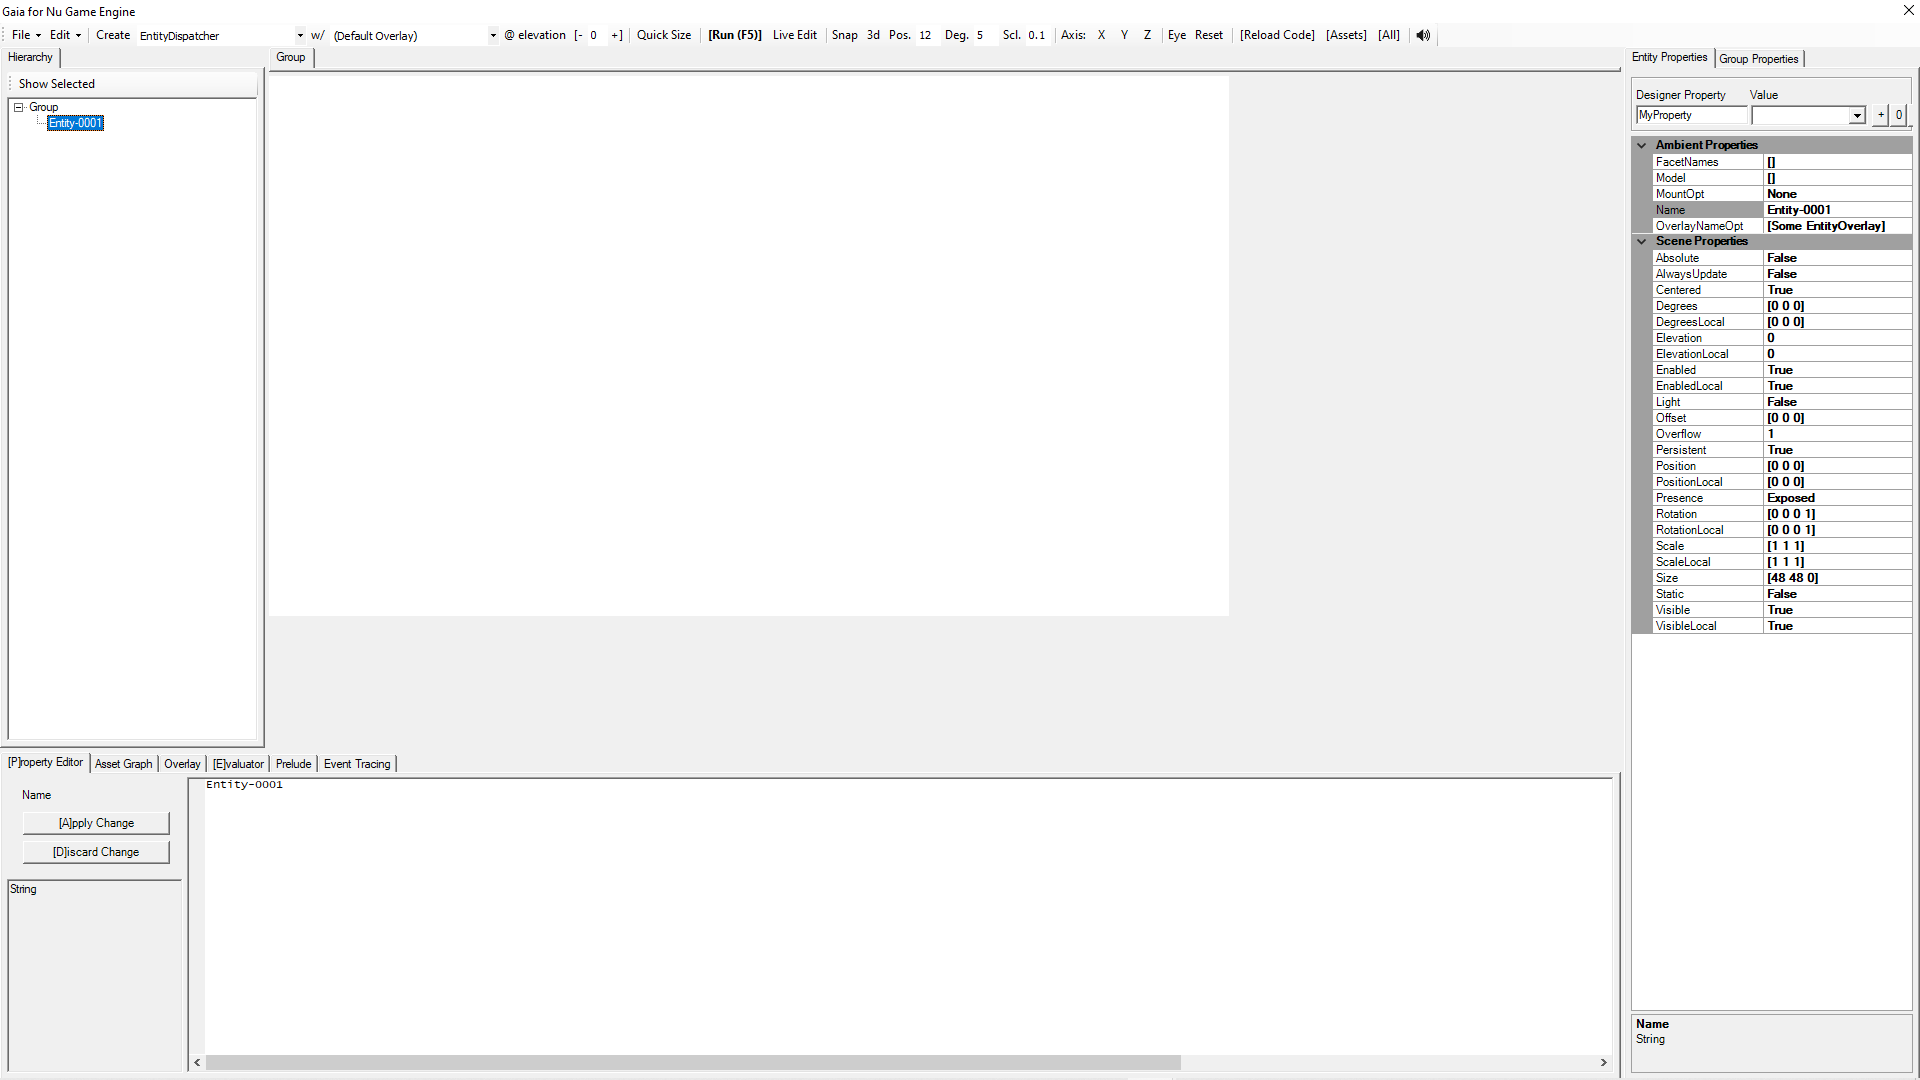 Gaia for Nu Game Engine
File Edit Create EntityDispatcher w/ (Default Overlay) @ elevation [- 0 +] Quick Size [Run (F5)] Live Edit Snap 3d Pos. 12 Deg. 5 Scl. 0.1 Axis: X Y Z Eye Reset [Reload Code] [Assets] [All]
Hierarchy
Show Selected
Group
Entity-0001
Group
Entity Properties Group Properties
Designer Property Value
MyProperty + 0
Ambient Properties
FacetNames []
Model []
MountOpt None
Name Entity-0001
OverlayNameOpt [Some EntityOverlay]
Scene Properties
Absolute False
AlwaysUpdate False
Centered True
Degrees [0 0 0]
DegreesLocal [0 0 0]
Elevation 0
ElevationLocal 0
Enabled True
EnabledLocal True
Light False
Offset [0 0 0]
Overflow 1
Persistent True
Position [0 0 0]
PositionLocal [0 0 0]
Presence Exposed
Rotation [0 0 0 1]
RotationLocal [0 0 0 1]
Scale [1 1 1]
ScaleLocal [1 1 1]
Size [48 48 0]
Static False
Visible True
VisibleLocal True
Name
String
[P]roperty Editor Asset Graph Overlay [E]valuator Prelude Event Tracing
Name
[A]pply Change
[D]iscard Change
String
Entity-0001